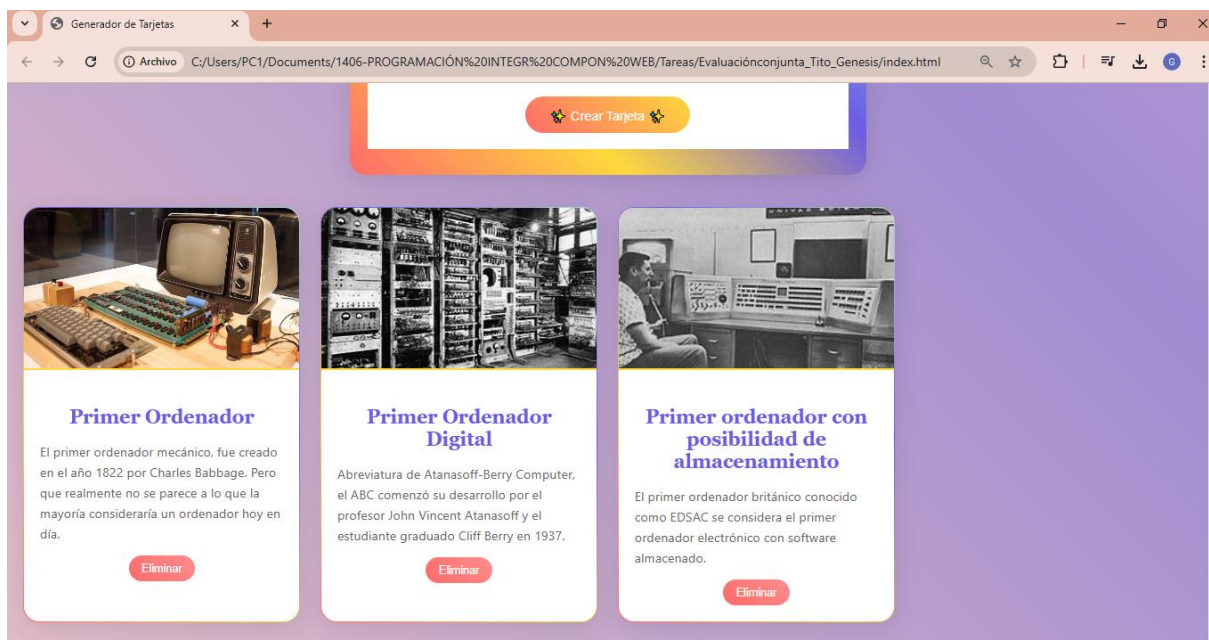 Generador de Tarjetas
Archivo C:/Users/PC1/Documents/1406-PROGRAMACIÓN%20INTEGR%20COMPON%20WEB/Tareas/Evaluaciónconjunta_Tito_Genesis/index.html
G
✨ Crear Tarjeta ✨
Primer Ordenador
El primer ordenador mecánico, fue creado
en el año 1822 por Charles Babbage. Pero
que realmente no se parece a lo que la
mayoría consideraría un ordenador hoy en
día.
Eliminar
Primer Ordenador
Digital
Abreviatura de Atanasoff-Berry Computer,
el ABC comenzó su desarrollo por el
profesor John Vincent Atanasoff y el
estudiante graduado Cliff Berry en 1937.
Eliminar
Primer ordenador con
posibilidad de
almacenamiento
El primer ordenador británico conocido
como EDSAC se considera el primer
ordenador electrónico con software
almacenado.
Eliminar